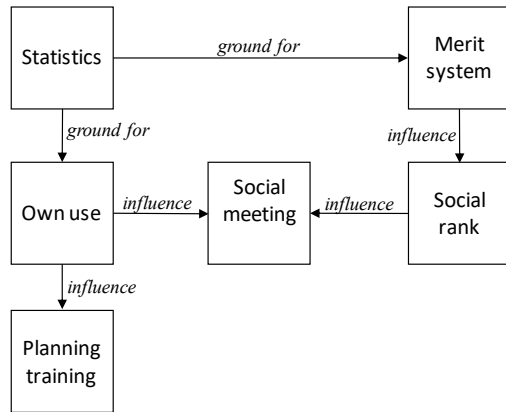 Statistics
ground for
Merit
system
ground for
influence
Own use
influence
Social
meeting
influence
Social
rank
influence
Planning
training